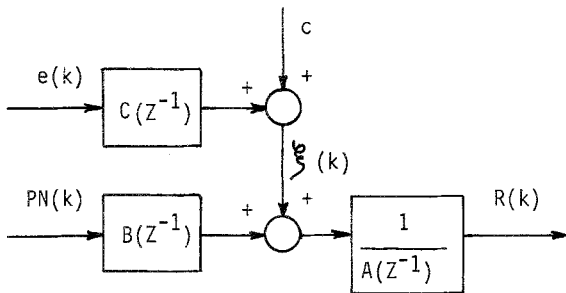 c
e(k)
+
+
C(Z⁻¹)
ξ(k)
PN(k)
+
+
B(Z⁻¹)
1
A(Z⁻¹)
R(k)